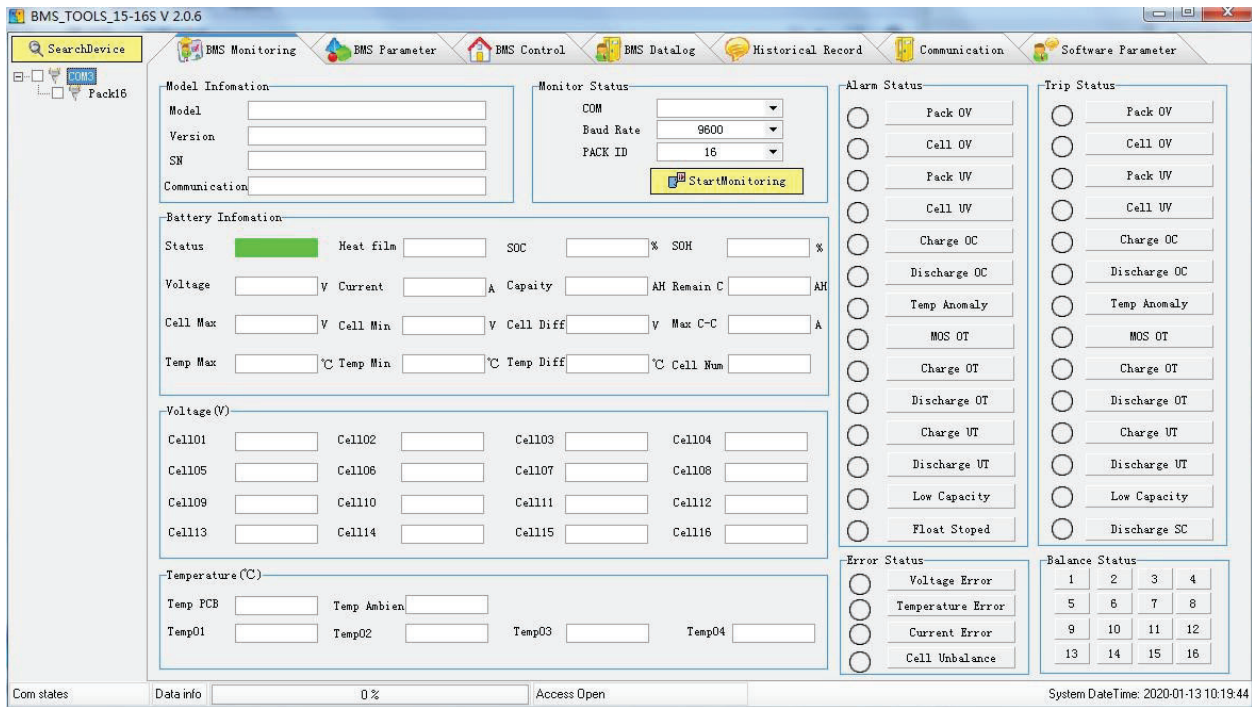 BMS_TOOLS_15-16S V 2.0.6
SearchDevice
BMS Monitoring
BMS Parameter
BMS Control
BMS Datalog
Historical Record
Communication
Software Parameter
COM3
Pack16
Model Infomation
Model
Version
SN
Communication
Monitor Status
COM
Baud Rate 9600
PACK ID 16
StartMonitoring
Battery Infomation
Status Heat film SOC % SOH %
Voltage V Current A Capaity AH Remain C AH
Cell Max V Cell Min V Cell Diff V Max C-C A
Temp Max ℃ Temp Min ℃ Temp Diff ℃ Cell Num
Voltage(V)
Cell01 Cell02 Cell03 Cell04
Cell05 Cell06 Cell07 Cell08
Cell09 Cell10 Cell11 Cell12
Cell13 Cell14 Cell15 Cell16
Temperature(℃)
Temp PCB Temp Ambien
Temp01 Temp02 Temp03 Temp04
Alarm Status
Pack OV
Cell OV
Pack UV
Cell UV
Charge OC
Discharge OC
Temp Anomaly
MOS OT
Charge OT
Discharge OT
Charge UT
Discharge UT
Low Capacity
Float Stoped
Trip Status
Pack OV
Cell OV
Pack UV
Cell UV
Charge OC
Discharge OC
Temp Anomaly
MOS OT
Charge OT
Discharge OT
Charge UT
Discharge UT
Low Capacity
Discharge SC
Error Status
Voltage Error
Temperature Error
Current Error
Cell Unbalance
Balance Status
1 2 3 4
5 6 7 8
9 10 11 12
13 14 15 16
Com states
Data info
0 %
Access Open
System DateTime: 2020-01-13 10:19:44